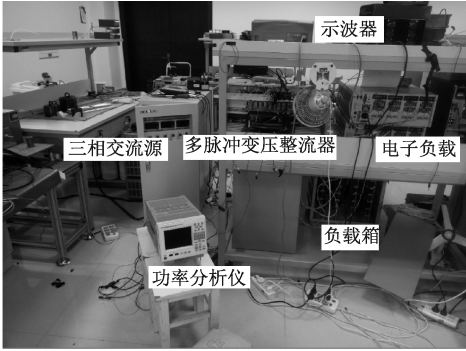 示波器
三相交流源
多脉冲变压整流器
电子负载
负载箱
功率分析仪